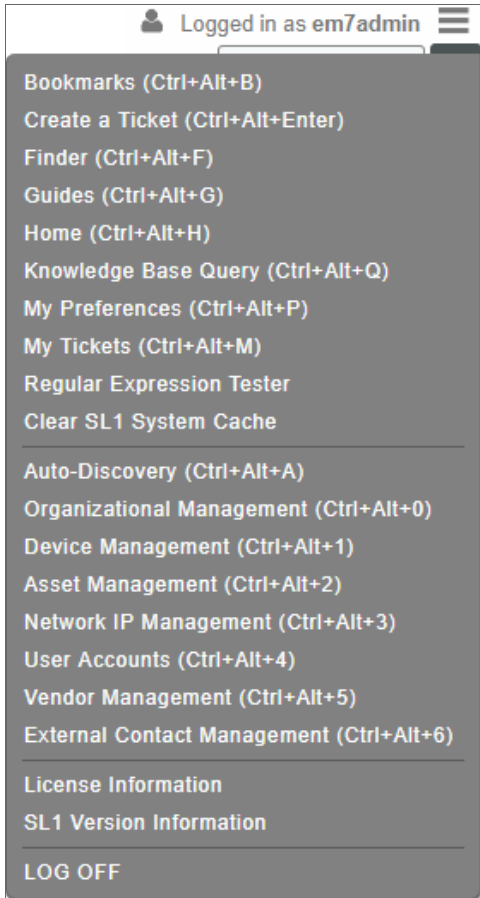 Logged in as em7admin
Bookmarks (Ctrl+Alt+B)
Create a Ticket (Ctrl+Alt+Enter)
Finder (Ctrl+Alt+F)
Guides (Ctrl+Alt+G)
Home (Ctrl+Alt+H)
Knowledge Base Query (Ctrl+Alt+Q)
My Preferences (Ctrl+Alt+P)
My Tickets (Ctrl+Alt+M)
Regular Expression Tester
Clear SL1 System Cache
Auto-Discovery (Ctrl+Alt+A)
Organizational Management (Ctrl+Alt+0)
Device Management (Ctrl+Alt+1)
Asset Management (Ctrl+Alt+2)
Network IP Management (Ctrl+Alt+3)
User Accounts (Ctrl+Alt+4)
Vendor Management (Ctrl+Alt+5)
External Contact Management (Ctrl+Alt+6)
License Information
SL1 Version Information
LOG OFF